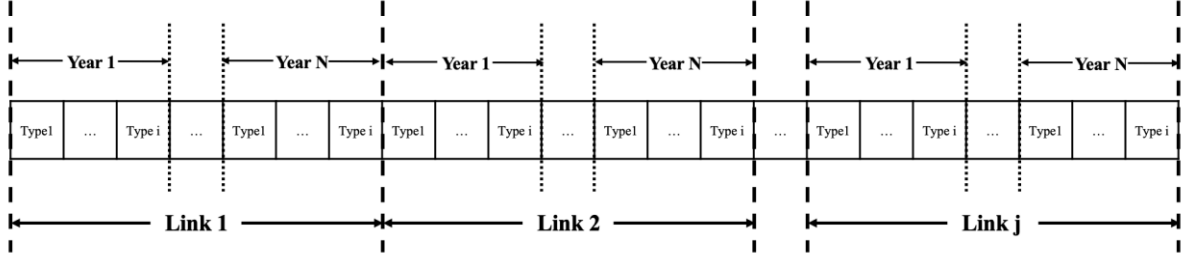 Year 1 Year N Year 1 Year N Year 1 Year N
Type1 ... Type i ... Type1 ... Type i Type1 ... Type i ... Type1 ... Type i ... Type1 ... Type i ... Type1 ... Type i
Link 1 Link 2 Link j